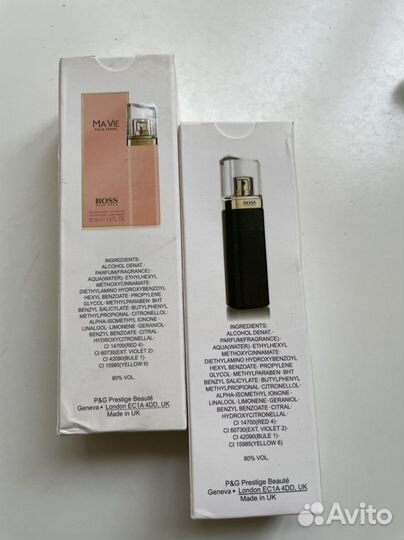 MA VIE
POUR FEMME
BOSS
HUGO BOSS
INGREDIENTS:
ALCOHOL DENAT.·
PARFUM(FRAGRANCE)·
AQUA(WATER)·ETHYLHEXYL
METHOXYCINNAMATE·
DIETHYLAMINO HYDROXYBENZOYL
HEXYL BENZOATE·PROPYLENE
GLYCOL·METHYLPARABEN·BHT
BENZYL SALICYLATE·BUTYLPHENYL
METHYLPROPIONAL·CITRONELLOL·
ALPHA-ISOMETHYL IONONE·
LINALOOL·LIMONENE·GERANIOL·
BENZYL BENZOATE·CITRAL·
HYDROXYCITRONELLAL·
CI 14700(RED 4)·
CI 60730(EXT. VIOLET 2)·
CI 42090(BULE 1)·
CI 15985(YELLOW 6)
80% VOL.
P&G Prestige Beauté
Geneva• London EC1A 4DD, UK
Made in UK
INGREDIENTS:
ALCOHOL DENAT.·
PARFUM(FRAGRANCE)·
AQUA(WATER)·ETHYLHEXYL
METHOXYCINNAMATE·
DIETHYLAMINO HYDROXYBENZOYL
HEXYL BENZOATE·PROPYLENE
GLYCOL·METHYLPARABEN·BHT
BENZYL SALICYLATE·BUTYLPHENYL
METHYLPROPIONAL·CITRONELLOL·
ALPHA-ISOMETHYL IONONE·
LINALOOL·LIMONENE·GERANIOL·
BENZYL BENZOATE·CITRAL·
HYDROXYCITRONELLAL·
CI 14700(RED 4)·
CI 60730(EXT. VIOLET 2)·
CI 42090(BULE 1)·
CI 15985(YELLOW 6)
80% VOL.
P&G Prestige Beauté
Geneva• London EC1A 4DD, UK
Made in UK
Avito